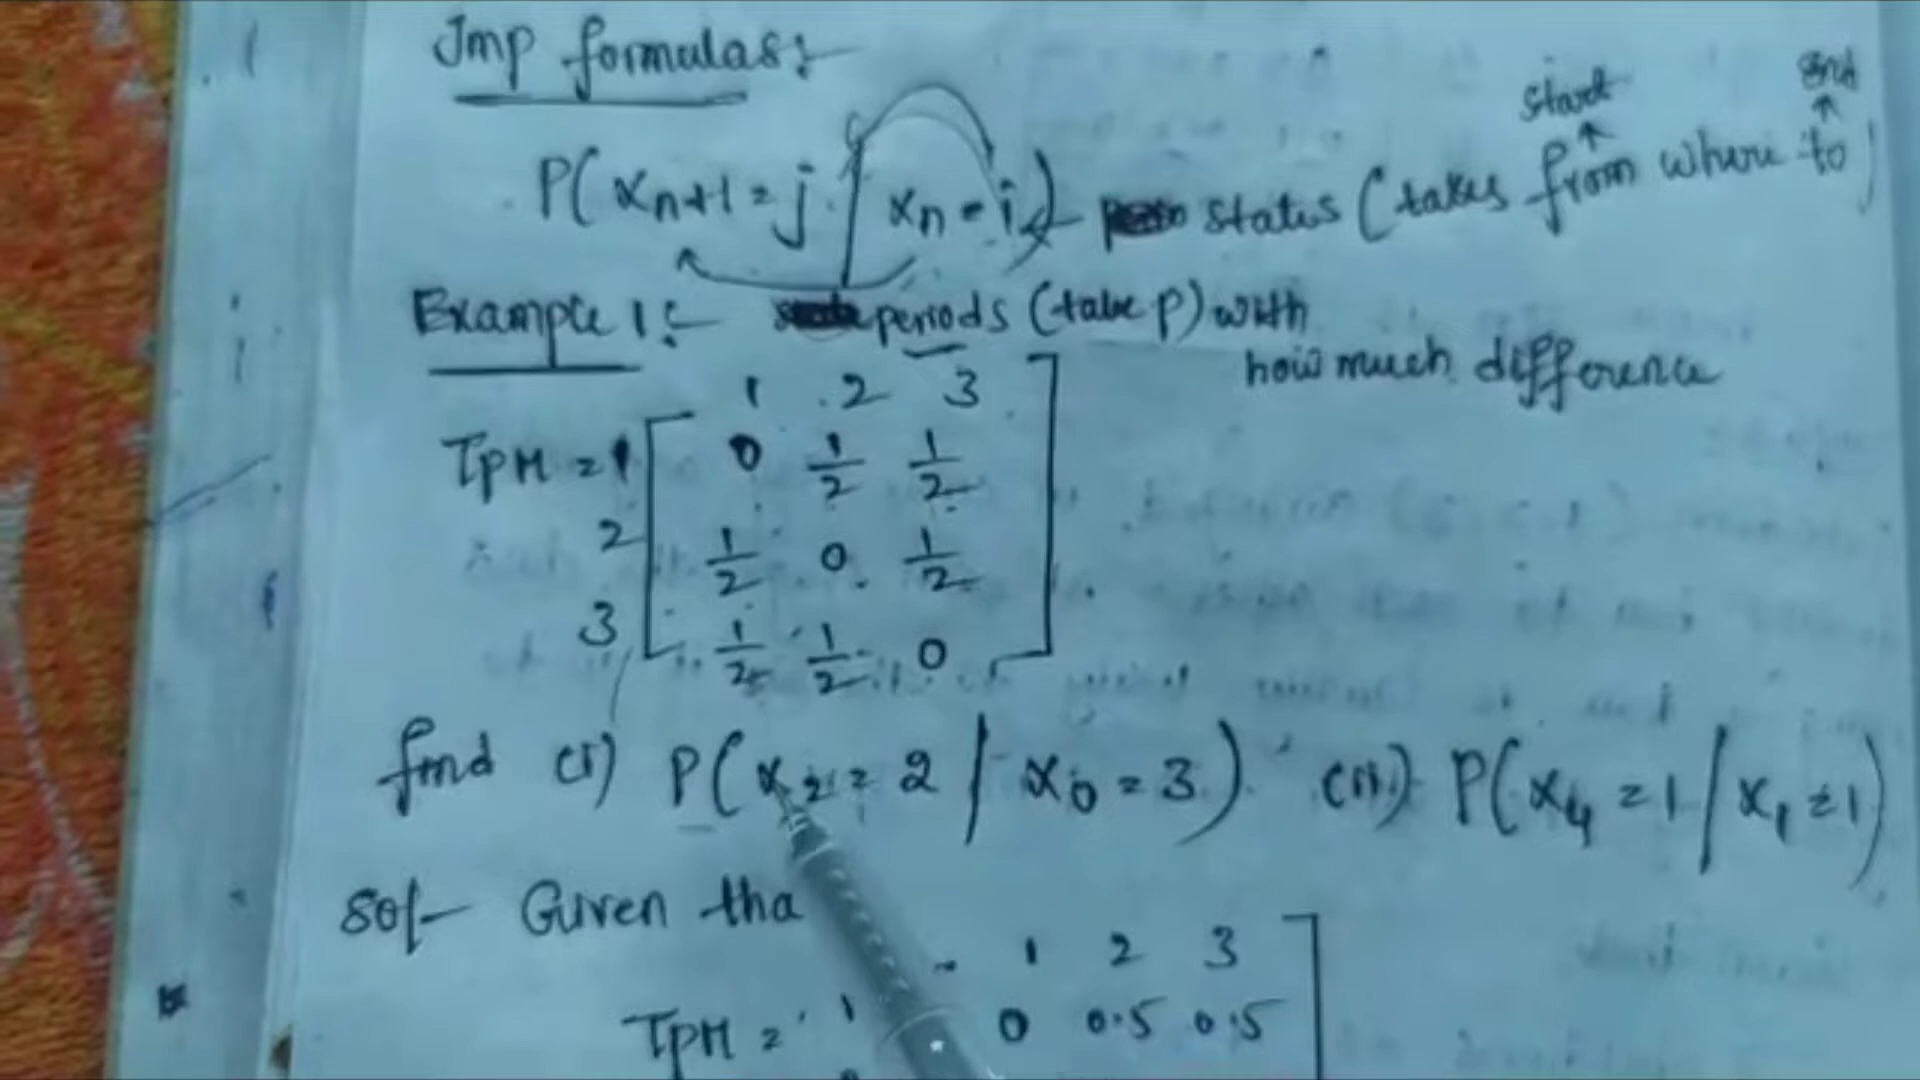 Imp formulas:-
start end
P(Xn+1 = j / Xn = i) status (takes from where to)
Example 1:- periods (take P) with
how much difference
1 2 3
TPM = 1 0 1/2 1/2
2 1/2 0 1/2
3 1/2 1/2 0
find (i) P(X2 = 2 / X0 = 3) (ii) P(X4 = 1 / X1 = 1)
Sol- Given tha
1 2 3
TPM = 1 0 0.5 0.5